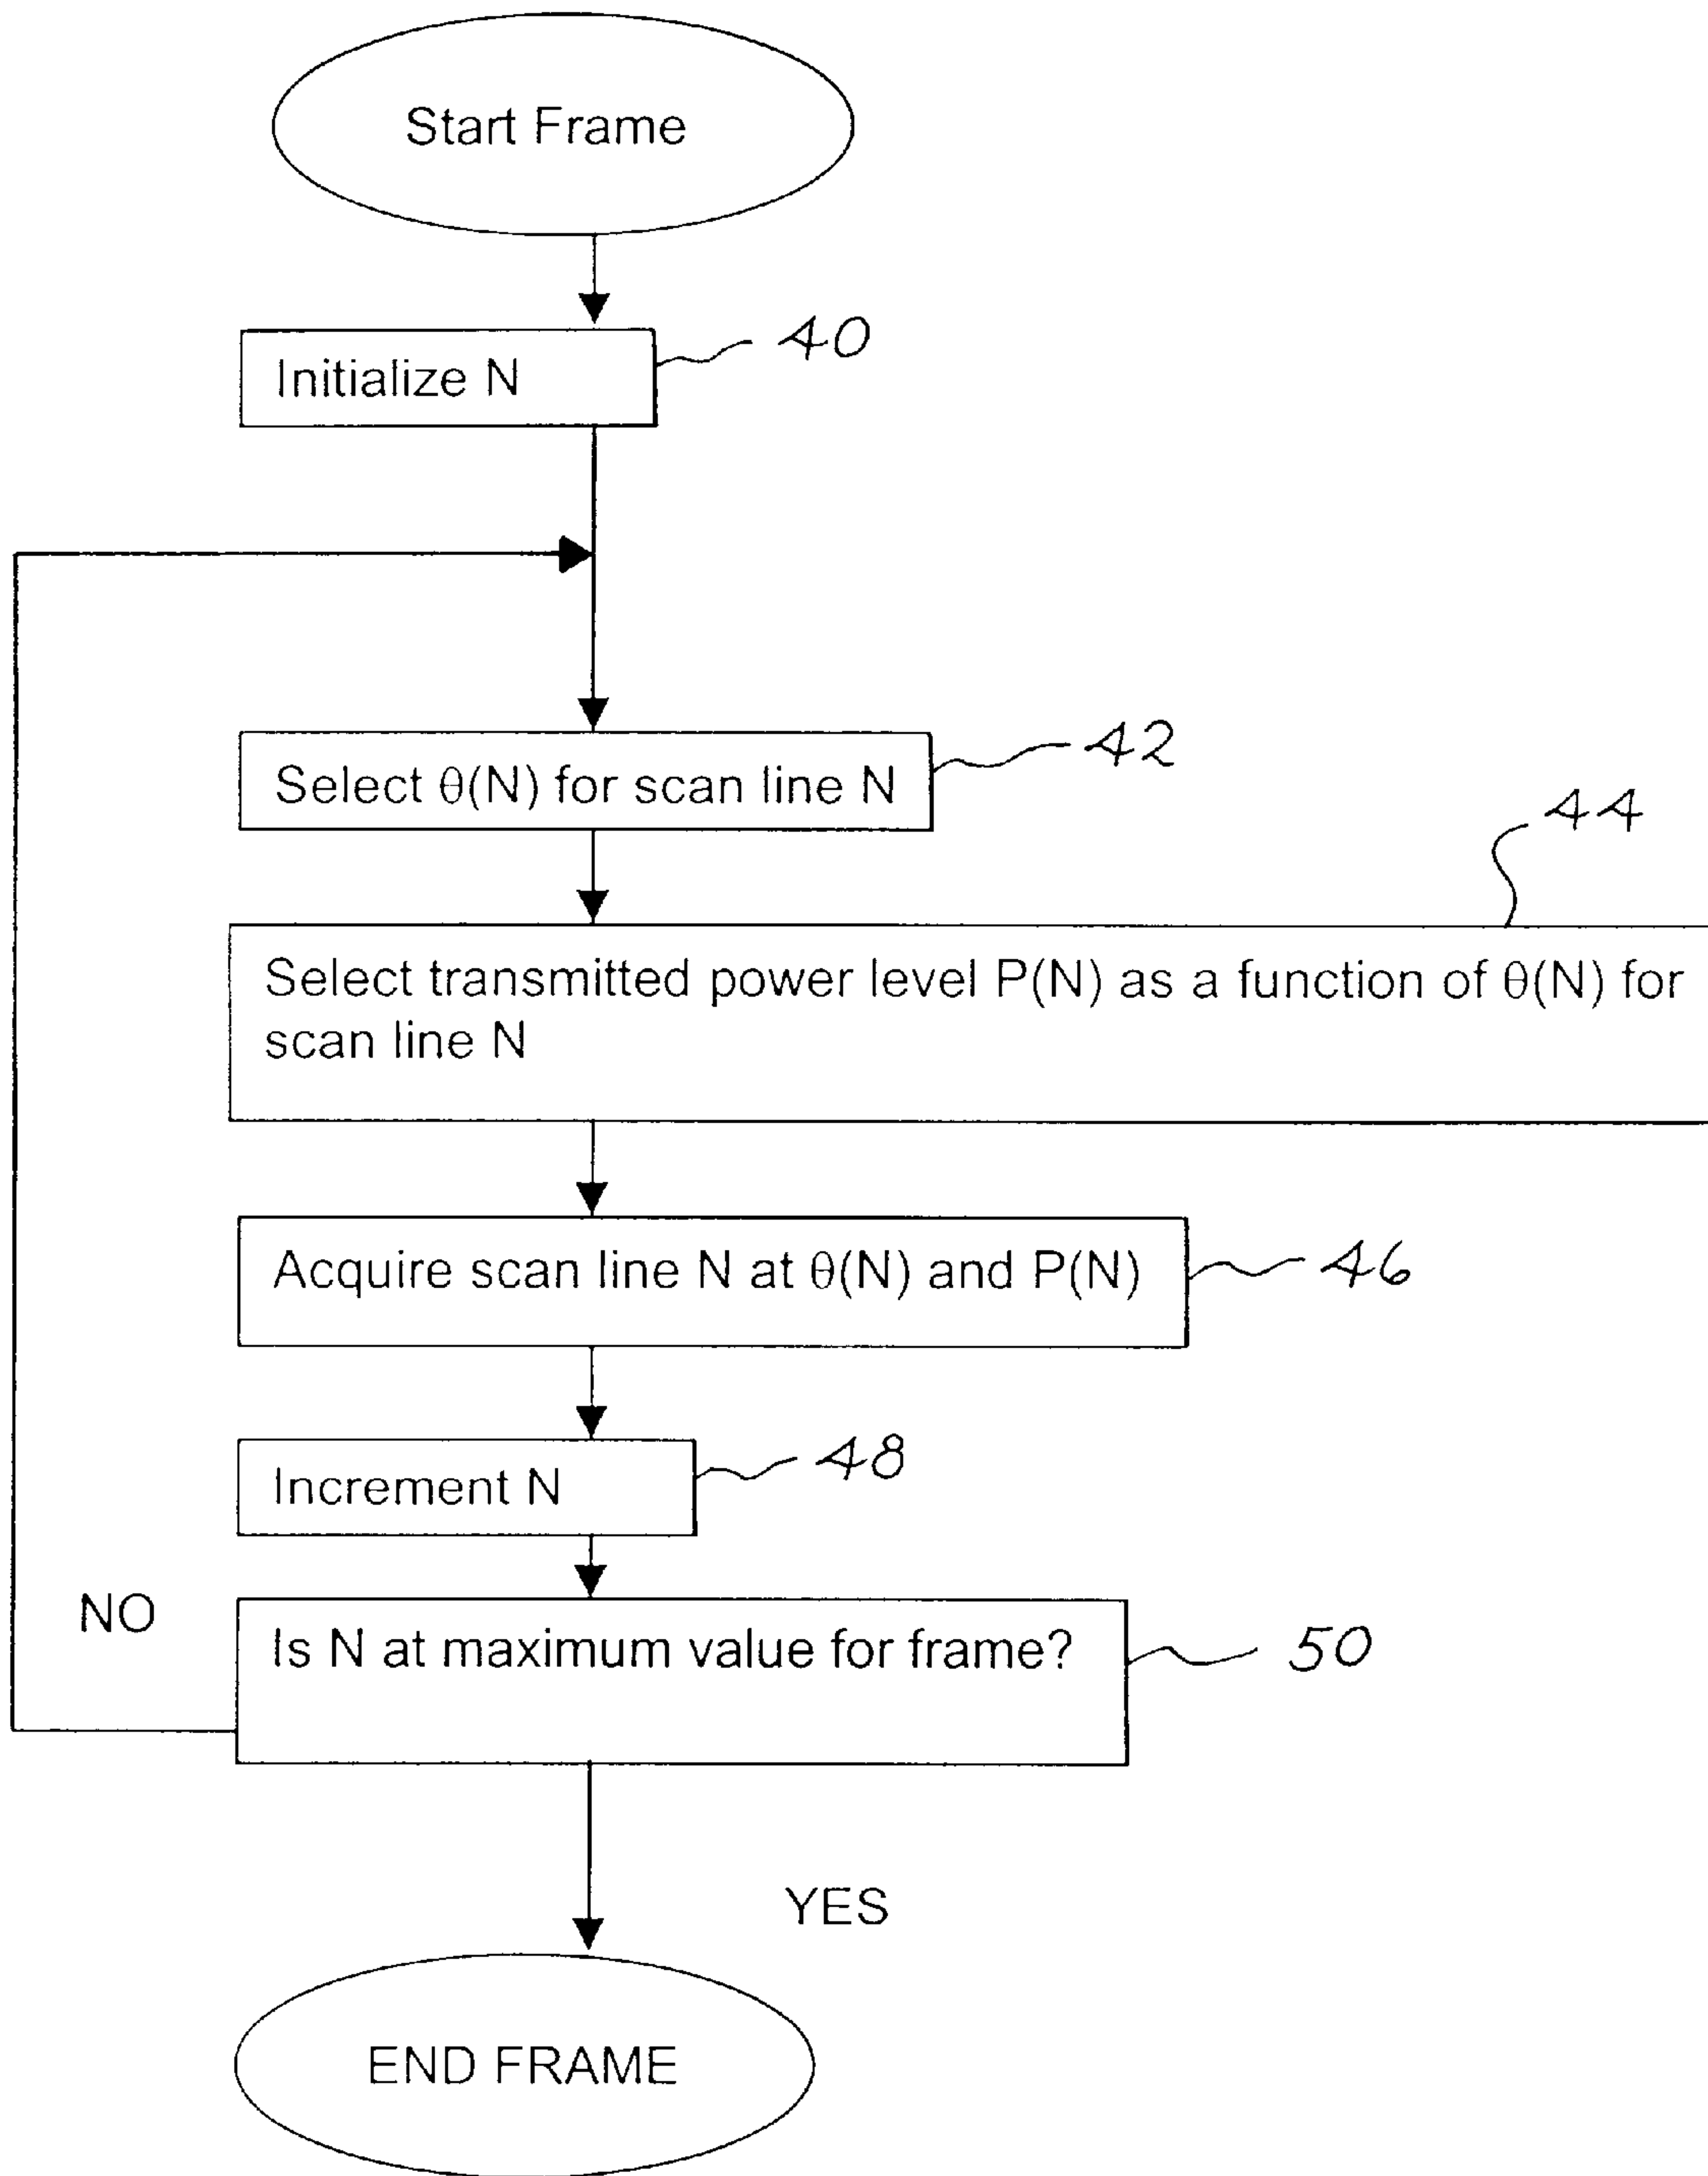 Start Frame
Initialize N
40
Select θ(N) for scan line N
42
44
Select transmitted power level P(N) as a function of θ(N) for
scan line N
Acquire scan line N at θ(N) and P(N)
46
Increment N
48
NO
Is N at maximum value for frame?
50
YES
END FRAME